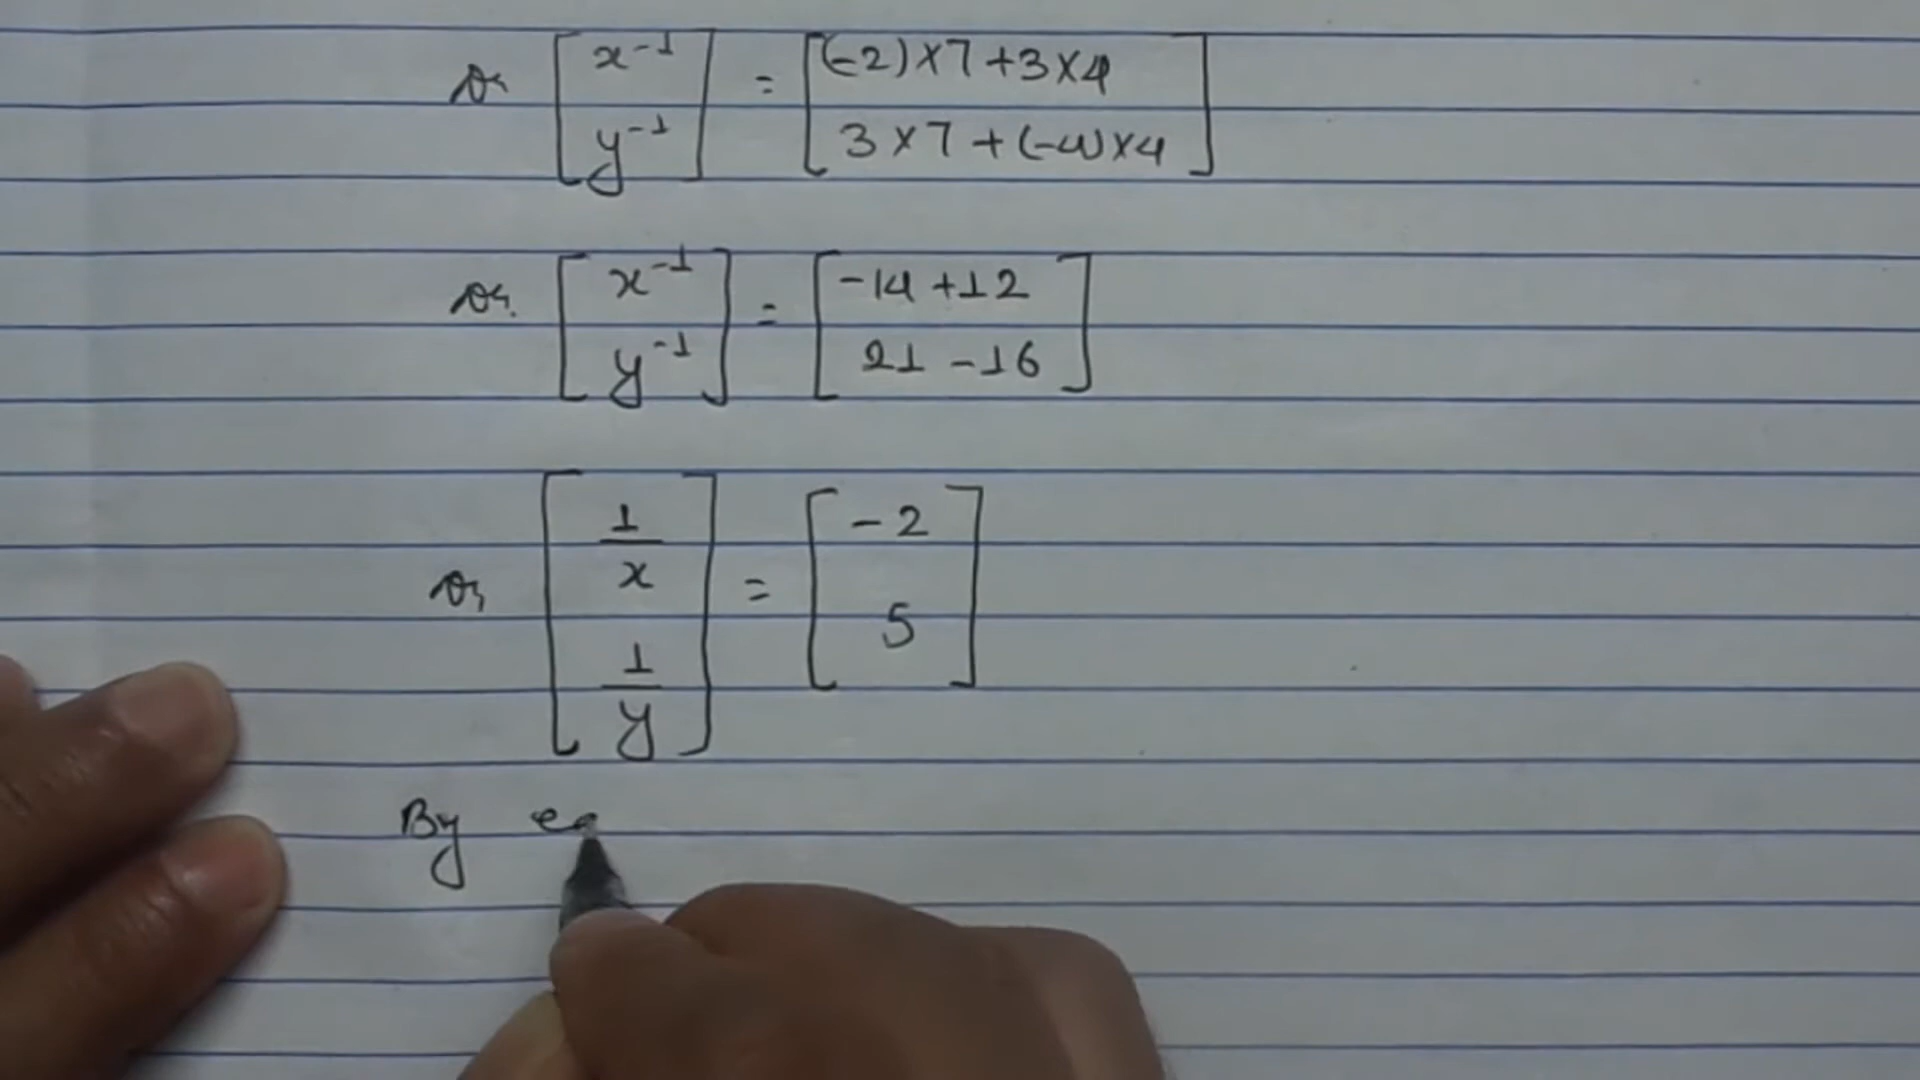 or [x⁻¹ y⁻¹] = [(-2)×7+3×4 3×7+(-4)×4]
or. [x⁻¹ y⁻¹] = [-14+12 21-16]
or, [1/x 1/y] = [-2 5]
By